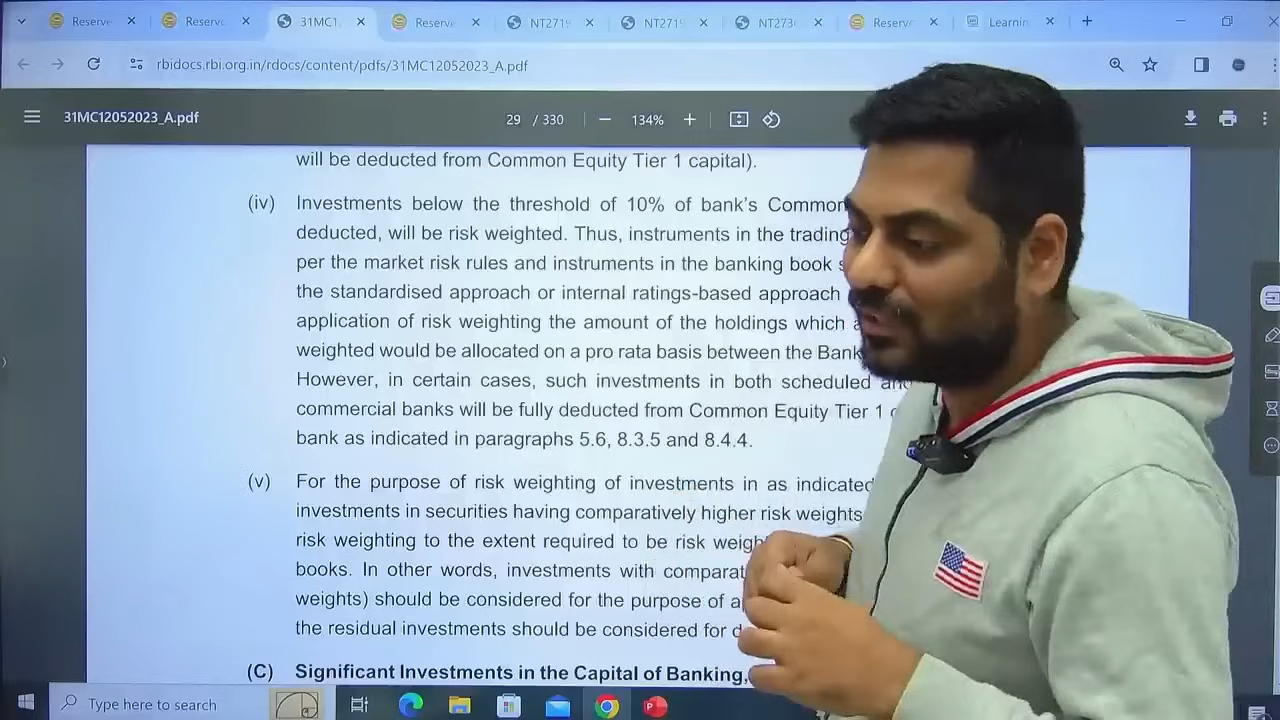 Reserve
Reserve
31MC1
Reserve
NT2719
NT2719
NT273
Reserve
Learnin
rbidocs.rbi.org.in/rdocs/content/pdfs/31MC12052023_A.pdf
31MC12052023_A.pdf
29 / 330
134%
will be deducted from Common Equity Tier 1 capital).
(iv) Investments below the threshold of 10% of bank’s Common
deducted, will be risk weighted. Thus, instruments in the trading
per the market risk rules and instruments in the banking book s
the standardised approach or internal ratings-based approach
application of risk weighting the amount of the holdings which a
weighted would be allocated on a pro rata basis between the Bank
However, in certain cases, such investments in both scheduled and
commercial banks will be fully deducted from Common Equity Tier 1 c
bank as indicated in paragraphs 5.6, 8.3.5 and 8.4.4.
(v) For the purpose of risk weighting of investments in as indicated
investments in securities having comparatively higher risk weights
risk weighting to the extent required to be risk weigh
books. In other words, investments with comparat
weights) should be considered for the purpose of a
the residual investments should be considered for d
(C) Significant Investments in the Capital of Banking,
Type here to search